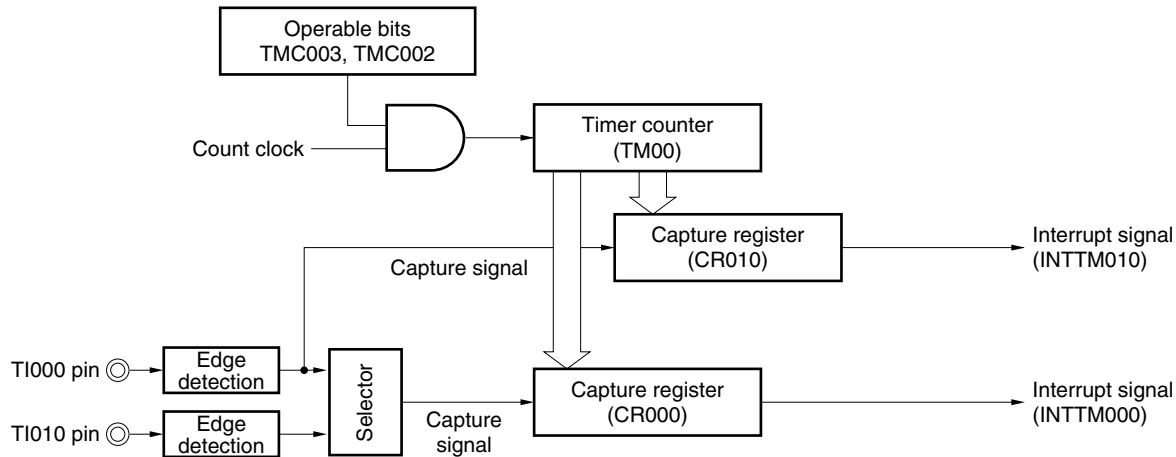 Operable bits
TMC003, TMC002
Count clock
Timer counter
(TM00)
Capture register
(CR010)
Interrupt signal
(INTTM010)
Capture signal
TI000 pin
Edge
detection
Selector
Capture register
(CR000)
Interrupt signal
(INTTM000)
TI010 pin
Edge
detection
Capture
signal